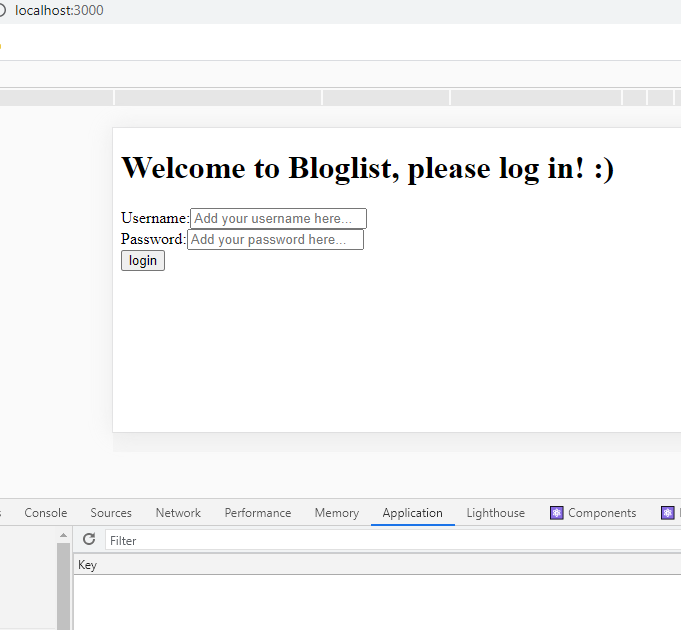 localhost:3000
Welcome to Bloglist, please log in! :)
Username: Add your username here...
Password: Add your password here...
login
Console Sources Network Performance Memory Application Lighthouse Components
Filter
Key